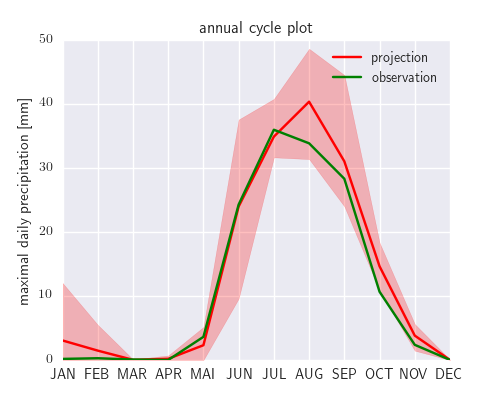 annual cycle plot
projection
observation
maximal daily precipitation [mm]
50
40
30
20
10
0
JAN FEB MAR APR MAI JUN JUL AUG SEP OCT NOV DEC